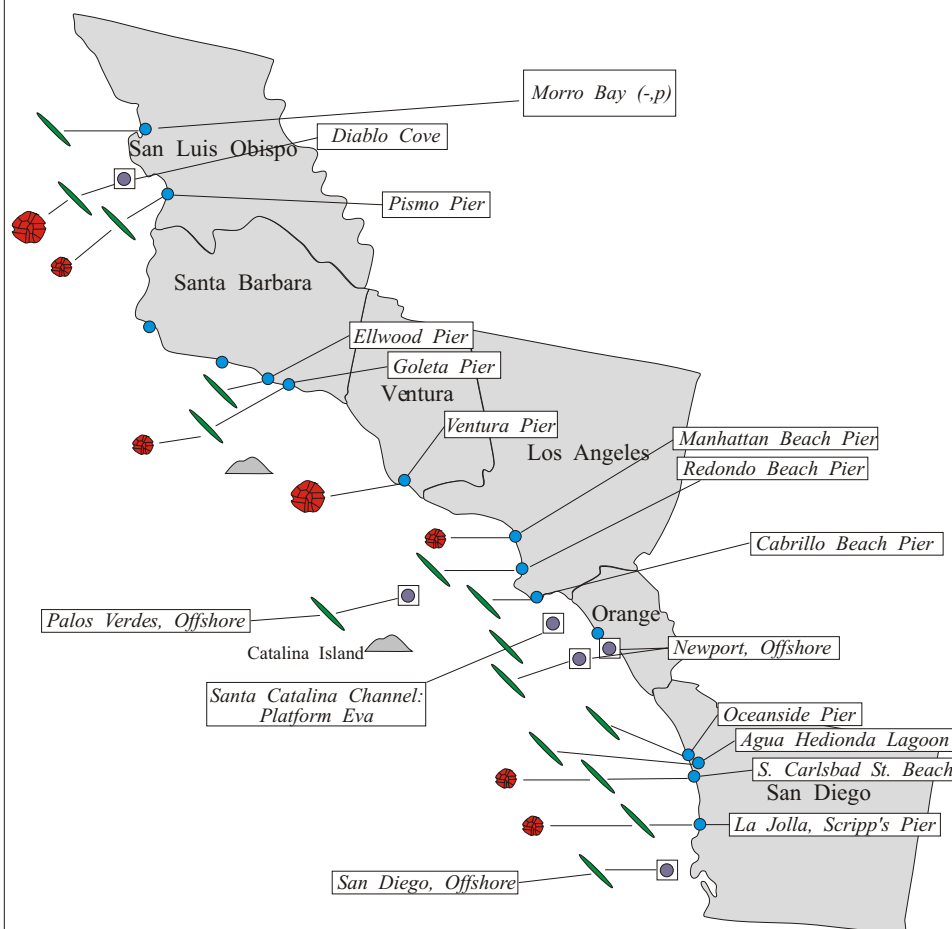 Morro Bay (-,p)
Diablo Cove
San Luis Obispo
Pismo Pier
Santa Barbara
Ellwood Pier
Goleta Pier
Ventura
Ventura Pier
Manhattan Beach Pier
Los Angeles
Redondo Beach Pier
Cabrillo Beach Pier
Orange
Palos Verdes, Offshore
Catalina Island
Newport, Offshore
Santa Catalina Channel:
Platform Eva
Oceanside Pier
Agua Hedionda Lagoon
S. Carlsbad St. Beach
San Diego
La Jolla, Scripp's Pier
San Diego, Offshore